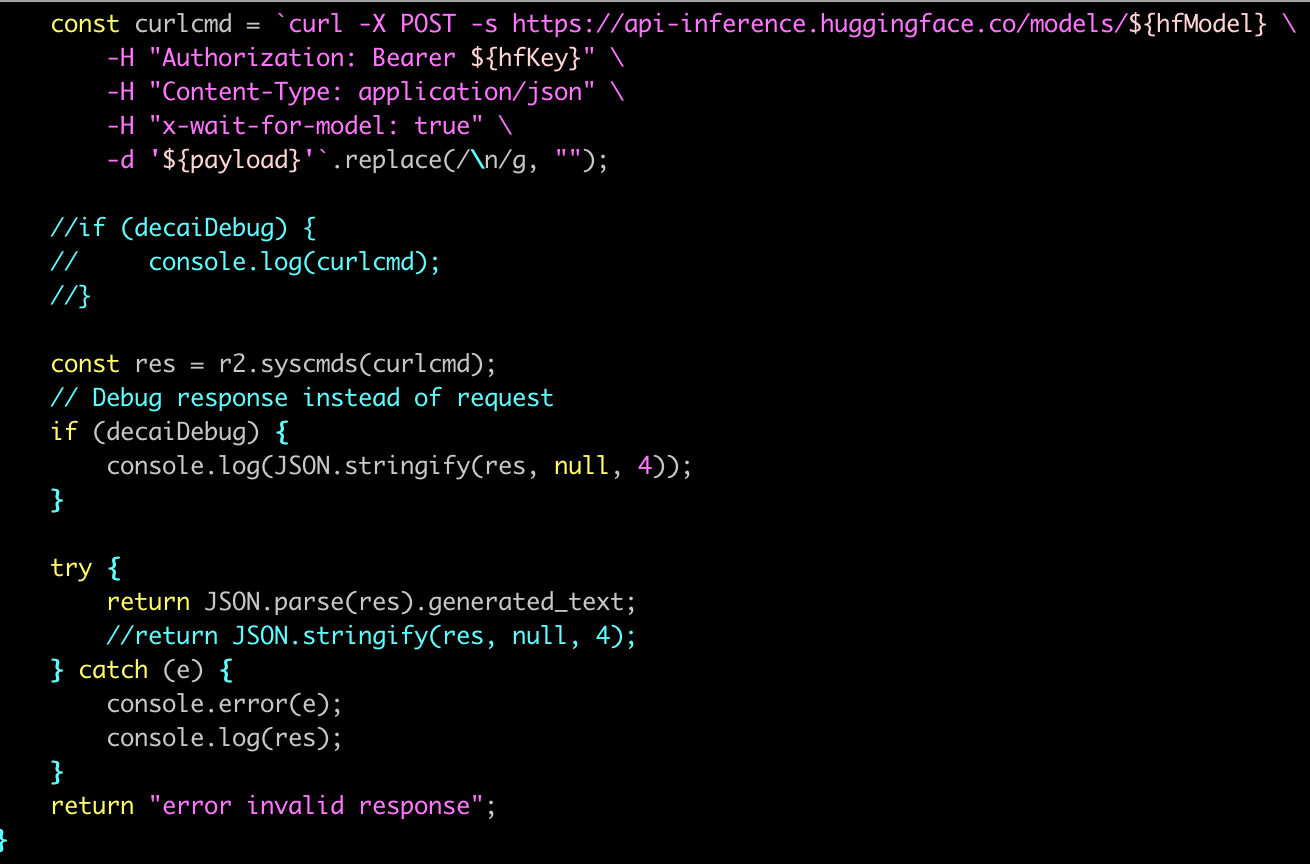 const curlcmd = `curl -X POST -s https://api-inference.huggingface.co/models/${hfModel} \
    -H "Authorization: Bearer ${hfKey}" \
    -H "Content-Type: application/json" \
    -H "x-wait-for-model: true" \
    -d '${payload}'`.replace(/\n/g, "");

//if (decaiDebug) {
//     console.log(curlcmd);
//}

const res = r2.syscmds(curlcmd);
// Debug response instead of request
if (decaiDebug) {
    console.log(JSON.stringify(res, null, 4));
}

try {
    return JSON.parse(res).generated_text;
    //return JSON.stringify(res, null, 4);
} catch (e) {
    console.error(e);
    console.log(res);
}
return "error invalid response";
}